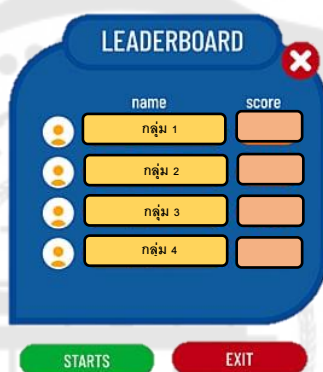 LEADERBOARD
name score
กลุ่ม 1
กลุ่ม 2
กลุ่ม 3
กลุ่ม 4
STARTS EXIT